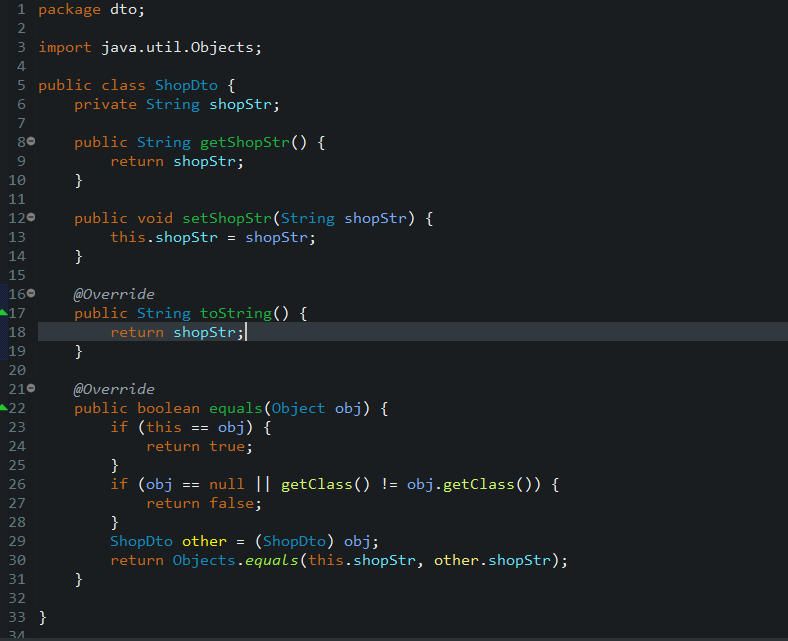 1 package dto;
2
3 import java.util.Objects;
4
5 public class ShopDto {
6     private String shopStr;
7
8     public String getShopStr() {
9         return shopStr;
10     }
11
12     public void setShopStr(String shopStr) {
13         this.shopStr = shopStr;
14     }
15
16     @Override
17     public String toString() {
18         return shopStr;
19     }
20
21     @Override
22     public boolean equals(Object obj) {
23         if (this == obj) {
24             return true;
25         }
26         if (obj == null || getClass() != obj.getClass()) {
27             return false;
28         }
29         ShopDto other = (ShopDto) obj;
30         return Objects.equals(this.shopStr, other.shopStr);
31     }
32
33 }
34